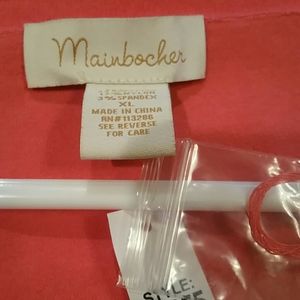 Mainbocher
3% SPANDEX
XL
MADE IN CHINA
RN#113286
SEE REVERSE
FOR CARE
STYLE: